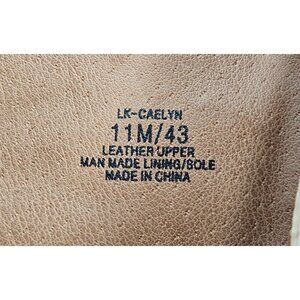 LK-CAELYN
11M/43
LEATHER UPPER
MAN MADE LINING/SOLE
MADE IN CHINA